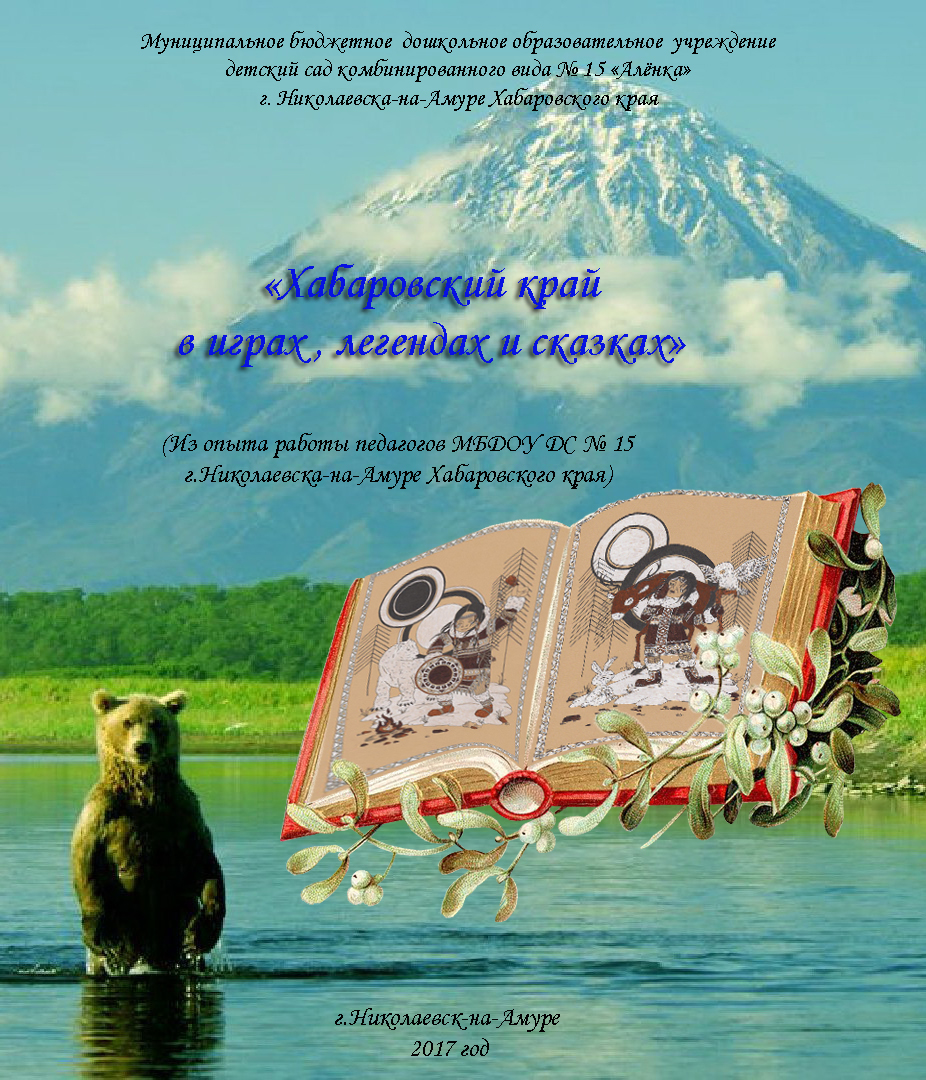 Муниципальное бюджетное дошкольное образовательное учреждение
детский сад комбинированного вида № 15 «Алёнка»
г. Николаевска-на-Амуре Хабаровского края
«Хабаровский край
в играх , легендах и сказках»
(Из опыта работы педагогов МБДОУ ДС № 15
г.Николаевска-на-Амуре Хабаровского края)
г.Николаевск-на-Амуре
2017 год